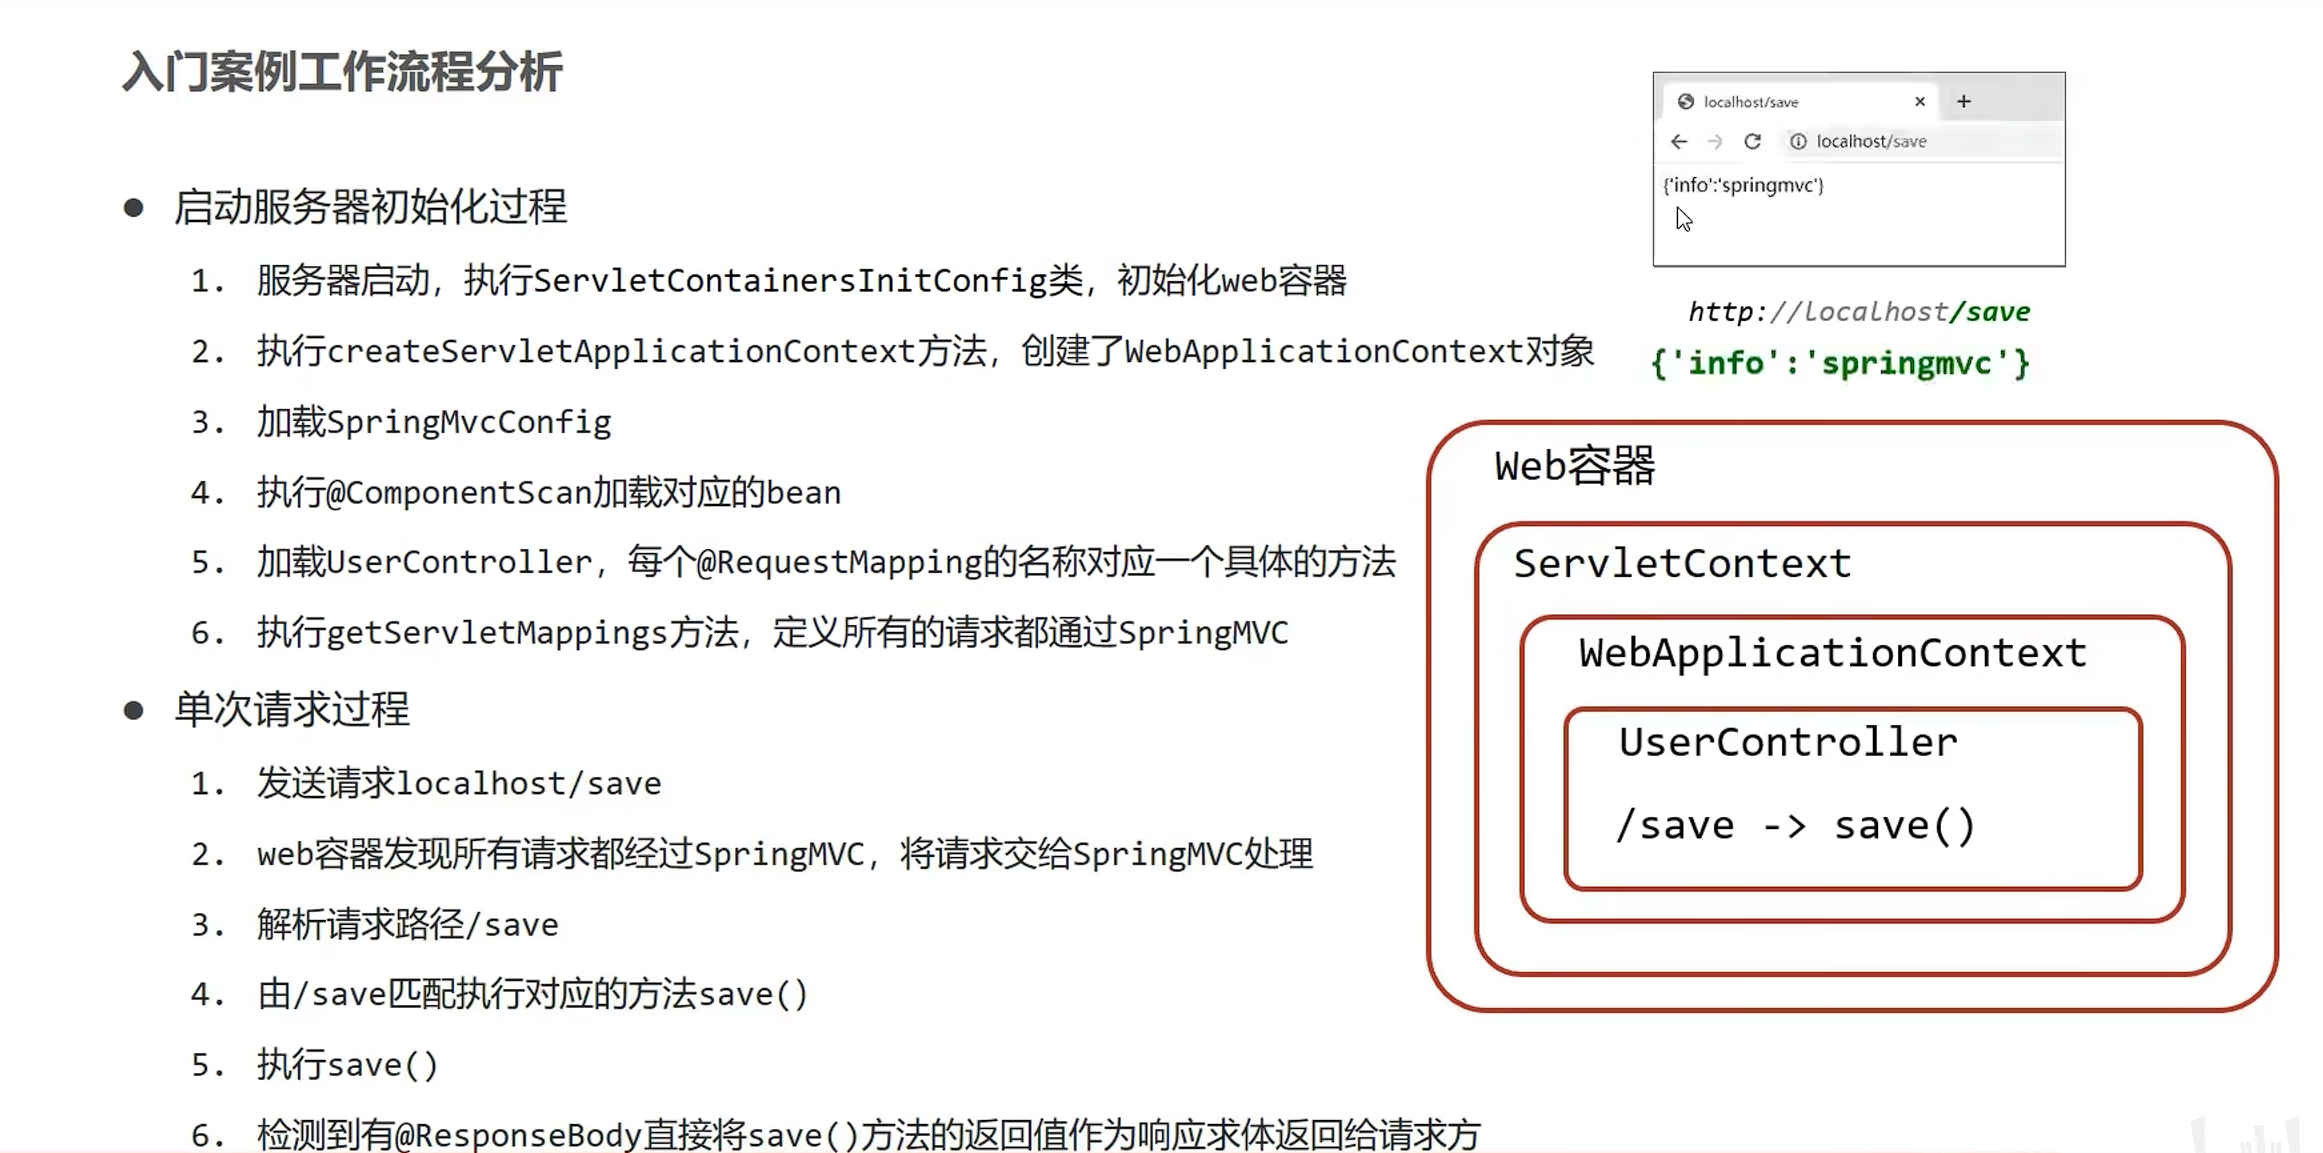 入门案例工作流程分析
● 启动服务器初始化过程
1. 服务器启动，执行ServletContainersInitConfig类，初始化web容器
2. 执行createServletApplicationContext方法，创建了WebApplicationContext对象
3. 加载SpringMvcConfig
4. 执行@ComponentScan加载对应的bean
5. 加载UserController，每个@RequestMapping的名称对应一个具体的方法
6. 执行getServletMappings方法，定义所有的请求都通过SpringMVC
● 单次请求过程
1. 发送请求localhost/save
2. web容器发现所有请求都经过SpringMVC，将请求交给SpringMVC处理
3. 解析请求路径/save
4. 由/save匹配执行对应的方法save()
5. 执行save()
6. 检测到有@ResponseBody直接将save()方法的返回值作为响应求体返回给请求方
localhost/save
localhost/save
{'info':'springmvc'}
http://localhost/save
{'info':'springmvc'}
Web容器
ServletContext
WebApplicationContext
UserController
/save -> save()